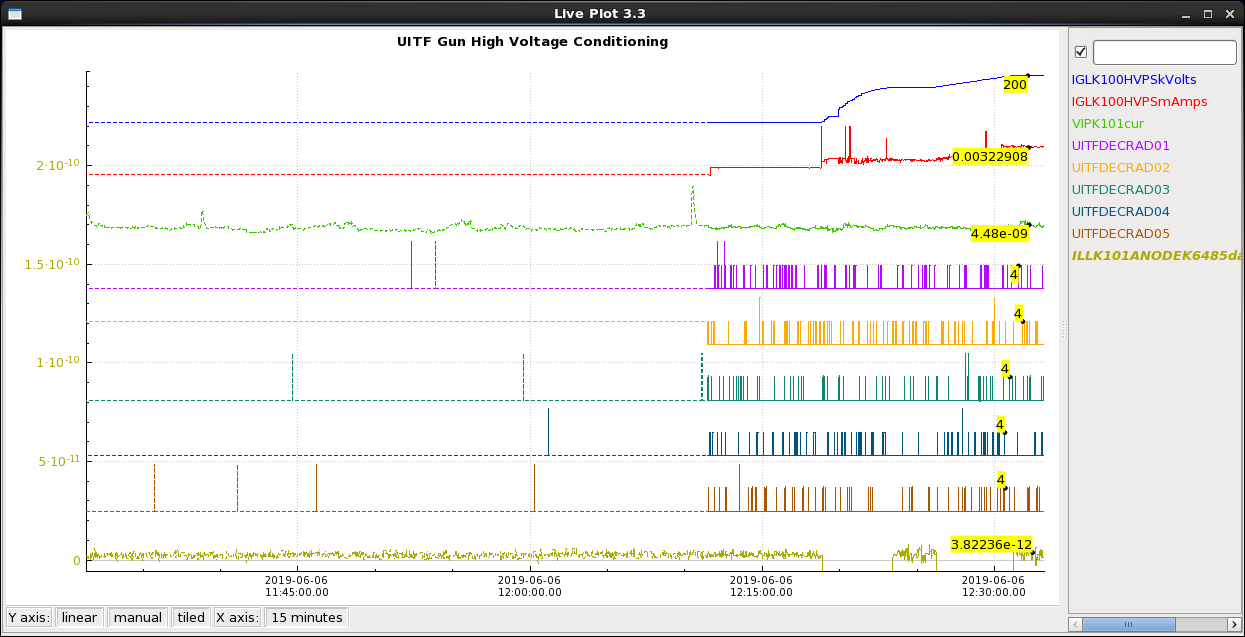 Live Plot 3.3
UITF Gun High Voltage Conditioning
200
0.00322908
4.48e-09
4
4
4
4
4
3.82236e-12
2·10⁻¹⁰
1.5·10⁻¹⁰
1·10⁻¹⁰
5·10⁻¹¹
0
2019-06-06 2019-06-06 2019-06-06 2019-06-06
11:45:00.00 12:00:00.00 12:15:00.00 12:30:00.00
IGLK100HVPSkVolts
IGLK100HVPSmAmps
VIPK101cur
UITFDECRAD01
UITFDECRAD02
UITFDECRAD03
UITFDECRAD04
UITFDECRAD05
ILLK101ANODEK6485da
Y axis: linear manual tiled X axis: 15 minutes